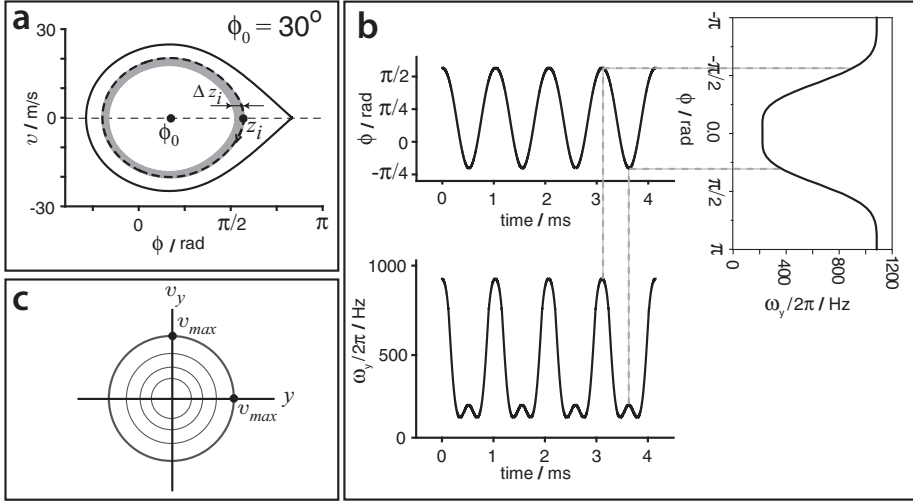 a
ϕ0 = 30°
30
0
-30
v / m/s
Δ zi
zi
ϕ0
0
π/2
π
ϕ / rad
b
π/2
π/4
0
-π/4
ϕ / rad
0 1 2 3 4
time / ms
1000
500
0
ωy/2π / Hz
0 1 2 3 4
time / ms
-π
-π/2
0.0
π/2
π
ϕ / rad
0 400 800 1200
ωy/2π / Hz
c
vy
vmax
vmax
y